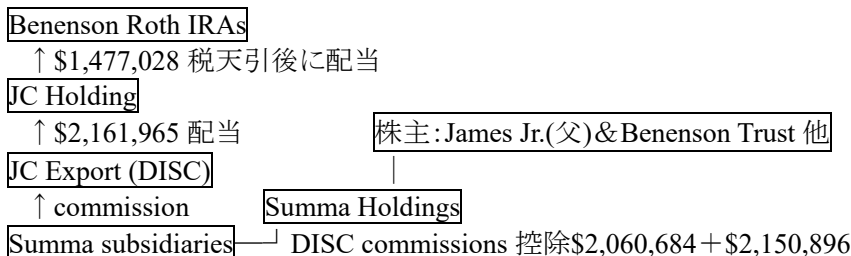 Benenson Roth IRAs
↑$1,477,028 税天引後に配当
JC Holding
↑$2,161,965 配当 株主:James Jr.(父)&Benenson Trust 他
JC Export (DISC)
↑commission Summa Holdings
Summa subsidiaries DISC commissions 控除$2,060,684+$2,150,896